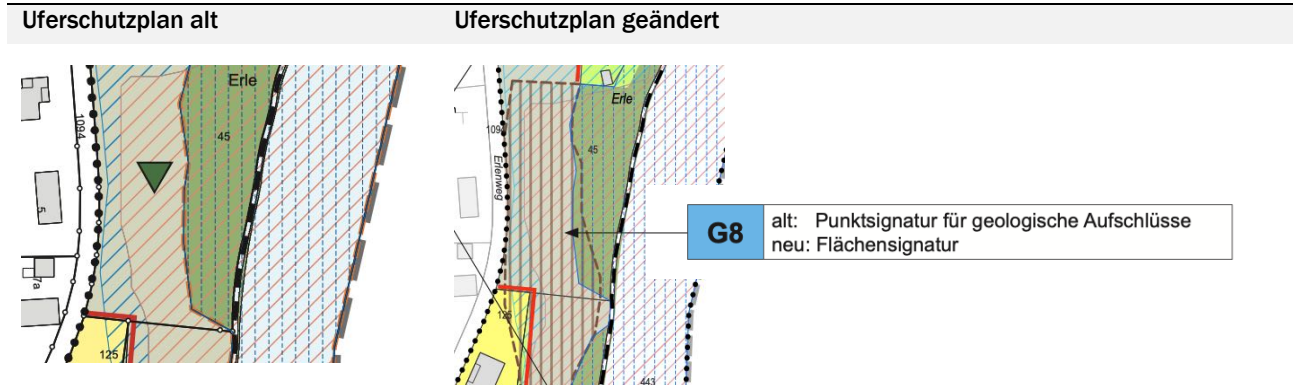 Uferschutzplan alt
Uferschutzplan geändert
Erle
1094
45
5
7a
125
Erle
109
45
Erlenweg
G8
alt: Punktsignatur für geologische Aufschlüsse
neu: Flächensignatur
125
443